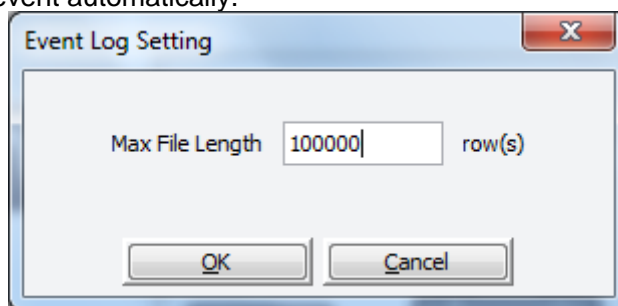 event automatically.
Event Log Setting
Max File Length 100000 row(s)
OK Cancel